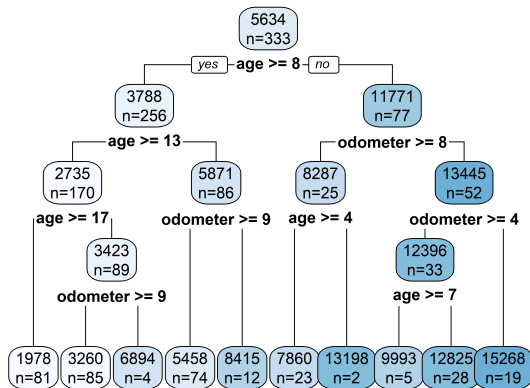 5634
n=333
yes age >= 8 no
3788
n=256
11771
n=77
age >= 13
odometer >= 8
2735
n=170
5871
n=86
8287
n=25
13445
n=52
age >= 17
odometer >= 9
age >= 4
odometer >= 4
3423
n=89
12396
n=33
odometer >= 9
age >= 7
1978
n=81
3260
n=85
6894
n=4
5458
n=74
8415
n=12
7860
n=23
13198
n=2
9993
n=5
12825
n=28
15268
n=19